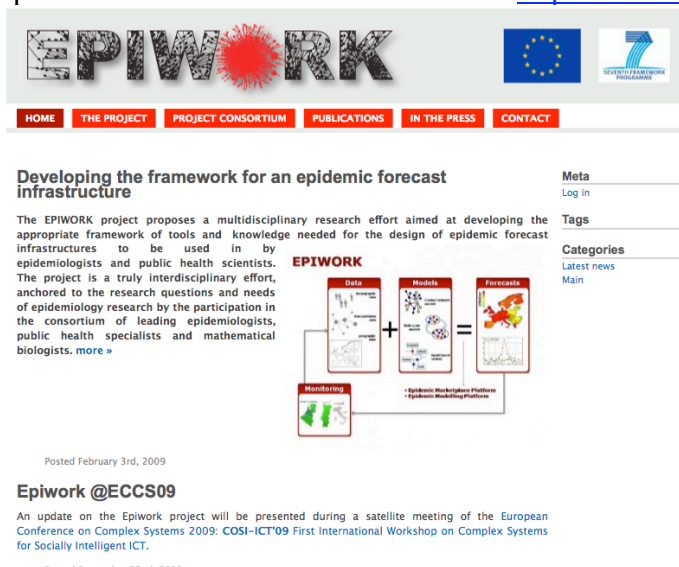 EPIWORK
SEVENTH FRAMEWORK
PROGRAMME
HOME
THE PROJECT
PROJECT CONSORTIUM
PUBLICATIONS
IN THE PRESS
CONTACT
Developing the framework for an epidemic forecast
infrastructure
The EPIWORK project proposes a multidisciplinary research effort aimed at developing the
appropriate framework of tools and knowledge needed for the design of epidemic forecast
infrastructures to be used in by
epidemiologists and public health scientists.
The project is a truly interdisciplinary effort,
anchored to the research questions and needs
of epidemiology research by the participation in
the consortium of leading epidemiologists,
public health specialists and mathematical
biologists. more »
EPIWORK
Data
Models
Forecasts
+
=
Monitoring
• Epidemic Marketplace Platform
• Epidemic Modelling Platform
Posted February 3rd, 2009
Epiwork @ECCS09
An update on the Epiwork project will be presented during a satellite meeting of the European
Conference on Complex Systems 2009: COSI-ICT'09 First International Workshop on Complex Systems
for Socially Intelligent ICT.
Meta
Log in
Tags
Categories
Latest news
Main